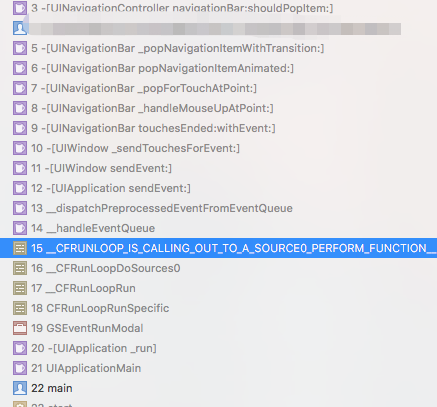 3 -[UINavigationController navigationBar:shouldPopItem:]
5 -[UINavigationBar _popNavigationItemWithTransition:]
6 -[UINavigationBar popNavigationItemAnimated:]
7 -[UINavigationBar _popForTouchAtPoint:]
8 -[UINavigationBar _handleMouseUpAtPoint:]
9 -[UINavigationBar touchesEnded:withEvent:]
10 -[UIWindow _sendTouchesForEvent:]
11 -[UIWindow sendEvent:]
12 -[UIApplication sendEvent:]
13 __dispatchPreprocessedEventFromEventQueue
14 __handleEventQueue
15 __CFRUNLOOP_IS_CALLING_OUT_TO_A_SOURCE0_PERFORM_FUNCTION__
16 __CFRunLoopDoSources0
17 __CFRunLoopRun
18 CFRunLoopRunSpecific
19 GSEventRunModal
20 -[UIApplication _run]
21 UIApplicationMain
22 main
23 start